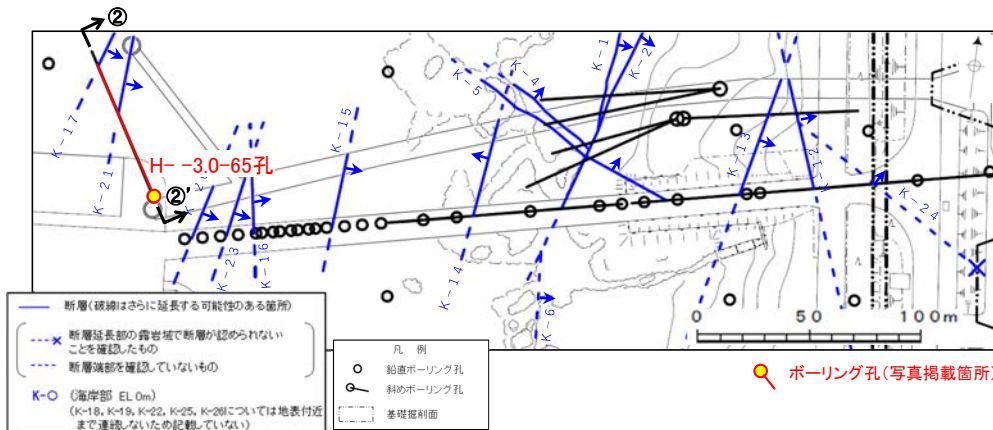 ②
②'
K-17
K-21
H- -3.0-65孔
K-23
K-16
K-15
K-14
K-5
K-4
K-1
K-2
K-6
K-13
K-12
K-24
0 50 100m
断層(破線はさらに延長する可能性のある箇所)
断層延長部の露岩域で断層が認められない
ことを確認したもの
断層端部を確認していないもの
K-○ (海岸部 EL 0m)
(K-18, K-19, K-22, K-25, K-26については地表付近
まで連続しないため記載していない)
凡 例
鉛直ボーリング孔
斜めボーリング孔
基礎掘削面
ボーリング孔(写真掲載箇所)